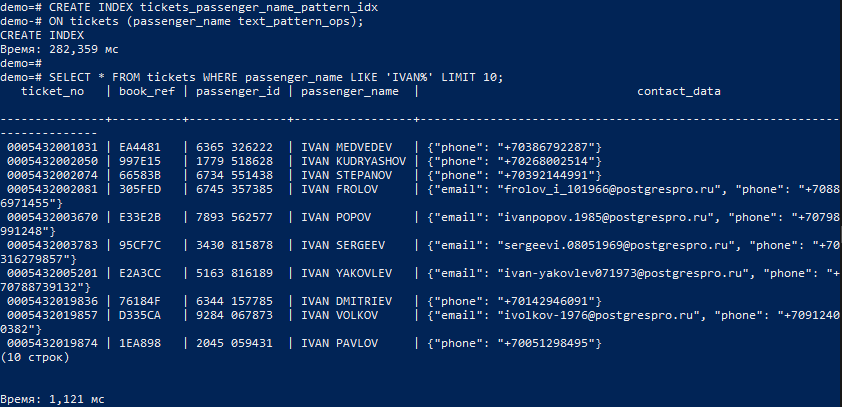 demo=# CREATE INDEX tickets_passenger_name_pattern_idx
demo-# ON tickets (passenger_name text_pattern_ops);
CREATE INDEX
Время: 282,359 мс
demo=#
demo=# SELECT * FROM tickets WHERE passenger_name LIKE 'IVAN%' LIMIT 10;
ticket_no | book_ref | passenger_id | passenger_name | contact_data
---------------+----------+--------------+----------------+------------------------------------------------------
---------------
0005432001031 | EA4481 | 6365 326222 | IVAN MEDVEDEV | {"phone": "+70386792287"}
0005432002050 | 997E15 | 1779 518628 | IVAN KUDRYASHOV | {"phone": "+70268002514"}
0005432002074 | 66583B | 6734 551438 | IVAN STEPANOV | {"phone": "+70392144991"}
0005432002081 | 305FED | 6745 357385 | IVAN FROLOV | {"email": "frolov_i_101966@postgrespro.ru", "phone": "+7088
6971455"}
0005432003670 | E33E2B | 7893 562577 | IVAN POPOV | {"email": "ivanpopov.1985@postgrespro.ru", "phone": "+70798
991248"}
0005432003783 | 95CF7C | 3430 815878 | IVAN SERGEEV | {"email": "sergeevi.08051969@postgrespro.ru", "phone": "+70
316279857"}
0005432005201 | E2A3CC | 5163 816189 | IVAN YAKOVLEV | {"email": "ivan-yakovlev071973@postgrespro.ru", "phone": "+
70788739132"}
0005432019836 | 76184F | 6344 157785 | IVAN DMITRIEV | {"phone": "+70142946091"}
0005432019857 | D335CA | 9284 067873 | IVAN VOLKOV | {"email": "ivolkov-1976@postgrespro.ru", "phone": "+7091240
0382"}
0005432019874 | 1EA898 | 2045 059431 | IVAN PAVLOV | {"phone": "+70051298495"}
(10 строк)
Время: 1,121 мс